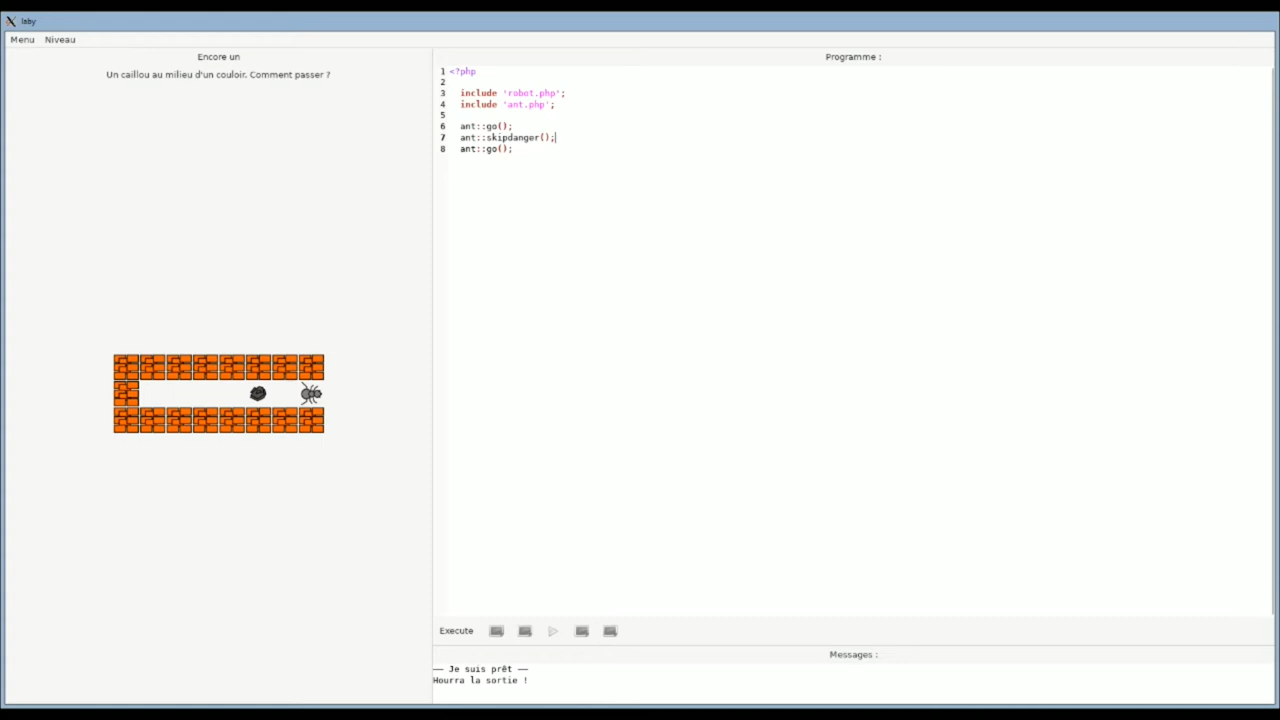 laby
Menu Niveau
Encore un
Un caillou au milieu d'un couloir. Comment passer ?
Programme :
1 <?php
2
3 include 'robot.php';
4 include 'ant.php';
5
6 ant::go();
7 ant::skipdanger();
8 ant::go();
Execute
Messages :
—— Je suis prêt ——
Hourra la sortie !